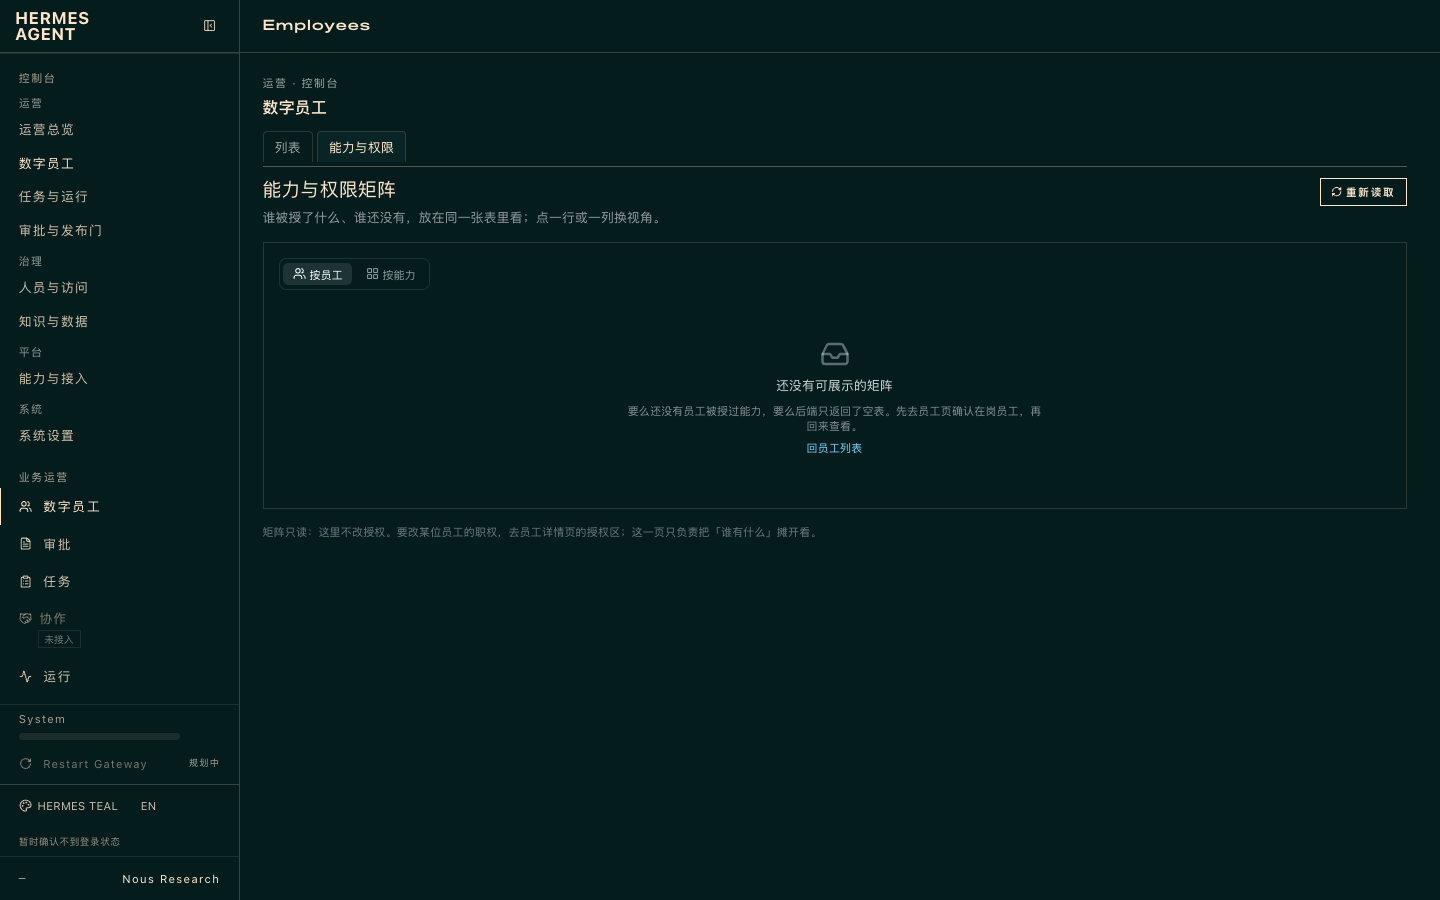 HERMES
AGENT
Employees
控制台
运营
运营总览
数字员工
任务与运行
审批与发布门
治理
人员与访问
知识与数据
平台
能力与接入
系统
系统设置
业务运营
数字员工
审批
任务
协作
未接入
运行
System
Restart Gateway 规划中
HERMES TEAL EN
暂时确认不到登录状态
— Nous Research
运营 · 控制台
数字员工
列表 能力与权限
能力与权限矩阵
重新读取
谁被授了什么、谁还没有，放在同一张表里看；点一行或一列换视角。
按员工 按能力
还没有可展示的矩阵
要么还没有员工被授过能力，要么后端只返回了空表。先去员工页确认在岗员工，再
回来查看。
回员工列表
矩阵只读：这里不改授权。要改某位员工的职权，去员工详情页的授权区；这一页只负责把「谁有什么」摊开看。